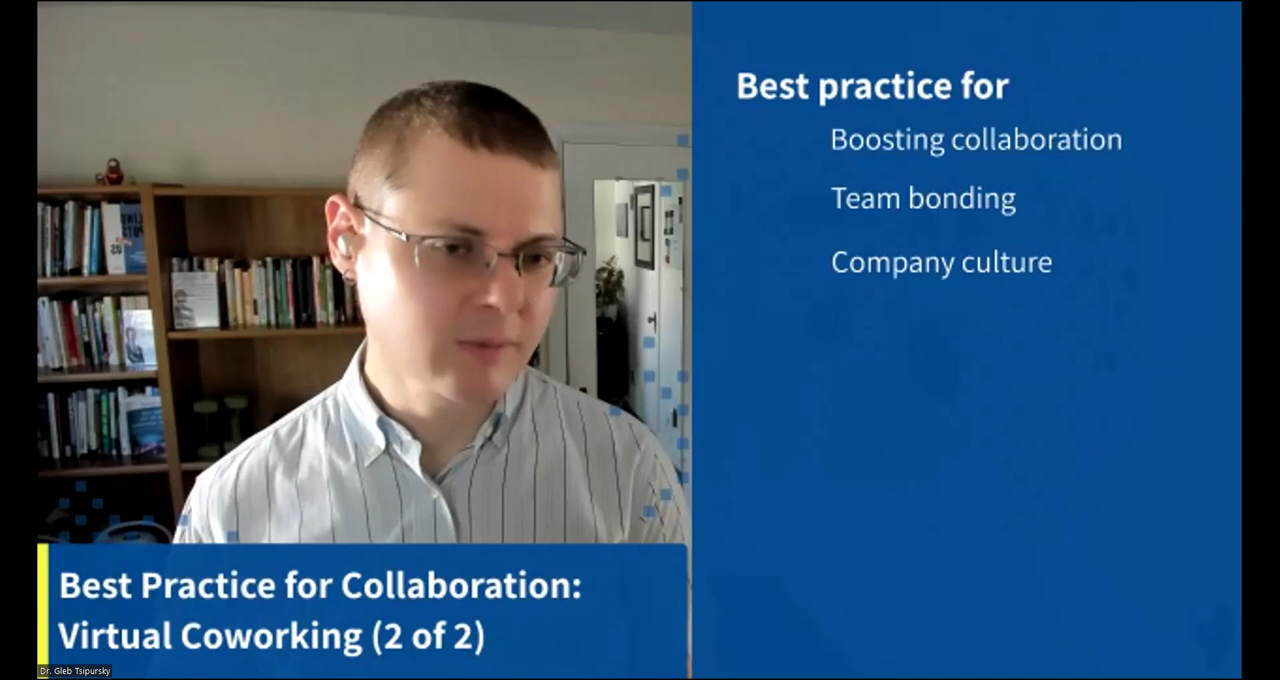 Best practice for
Boosting collaboration
Team bonding
Company culture
Best Practice for Collaboration:
Virtual Coworking (2 of 2)
Dr. Gleb Tsipursky